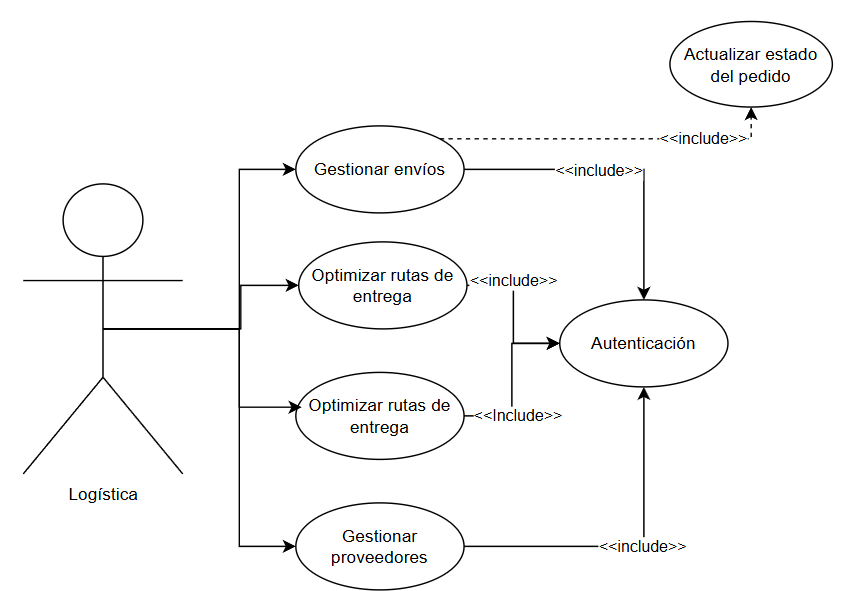 Actualizar estado
del pedido
<<include>>
Gestionar envíos
<<include>>
Optimizar rutas de
entrega
<<include>>
Autenticación
Optimizar rutas de
entrega
<<Include>>
Logística
Gestionar
proveedores
<<include>>